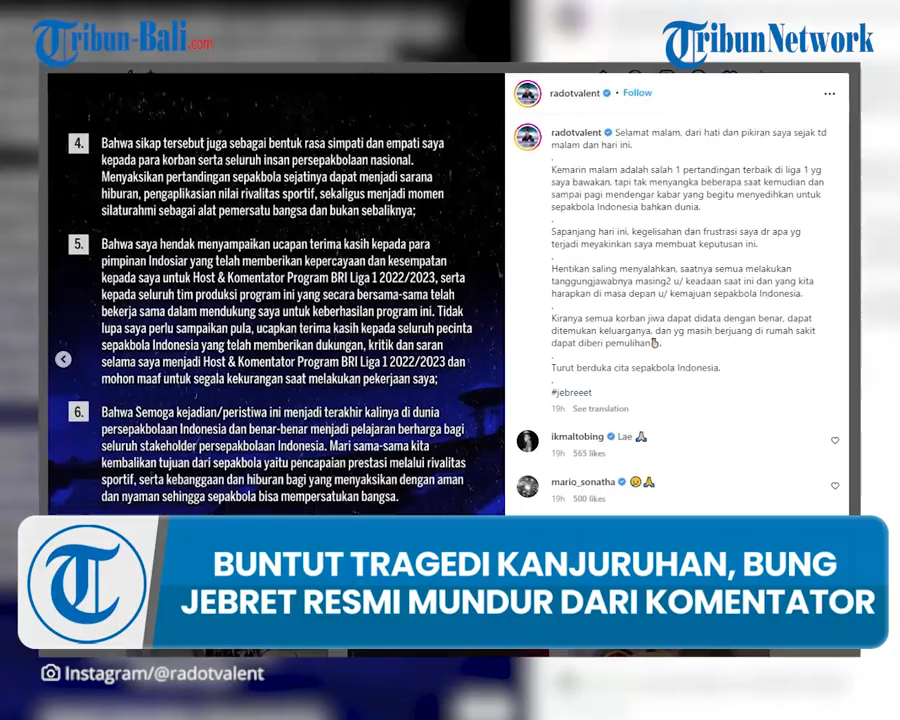 Tribun-Bali.com
TribunNetwork
4.
Bahwa sikap tersebut juga sebagai bentuk rasa simpati dan empati saya
kepada para korban serta seluruh insan persepakbolaan nasional.
Menyaksikan pertandingan sepakbola sejatinya dapat menjadi sarana
hiburan, pengaplikasian nilai rivalitas sportif, sekaligus menjadi momen
silaturahmi sebagai alat pemersatu bangsa dan bukan sebaliknya;
5.
Bahwa saya hendak menyampaikan ucapan terima kasih kepada para
pimpinan Indosiar yang telah memberikan kepercayaan dan kesempatan
kepada saya untuk Host & Komentator Program BRI Liga 1 2022/2023, serta
kepada seluruh tim produksi program ini yang secara bersama-sama telah
bekerja sama dalam mendukung saya untuk keberhasilan program ini. Tidak
lupa saya perlu sampaikan pula, ucapkan terima kasih kepada seluruh pecinta
sepakbola Indonesia yang telah memberikan dukungan, kritik dan saran
selama saya menjadi Host & Komentator Program BRI Liga 1 2022/2023 dan
mohon maaf untuk segala kekurangan saat melakukan pekerjaan saya;
6.
Bahwa Semoga kejadian/peristiwa ini menjadi terakhir kalinya di dunia
persepakbolaan Indonesia dan benar-benar menjadi pelajaran berharga bagi
seluruh stakeholder persepakbolaan Indonesia. Mari sama-sama kita
kembalikan tujuan dari sepakbola yaitu pencapaian prestasi melalui rivalitas
sportif, serta kebanggaan dan hiburan bagi yang menyaksikan dengan aman
dan nyaman sehingga sepakbola bisa mempersatukan bangsa.
radotvalent • Follow
radotvalent Selamat malam, dari hati dan pikiran saya sejak td
malam dan hari ini.
.
Kemarin malam adalah salah 1 pertandingan terbaik di liga 1 yg
saya bawakan, tapi tak menyangka beberapa saat kemudian dan
sampai pagi mendengar kabar yang begitu menyedihkan untuk
sepakbola Indonesia bahkan dunia.
.
Sapanjang hari ini, kegelisahan dan frustrasi saya dr apa yg
terjadi meyakinkan saya membuat keputusan ini.
.
Hentikan saling menyalahkan, saatnya semua melakukan
tanggungjawabnya masing2 u/ keadaan saat ini dan yang kita
harapkan di masa depan u/ kemajuan sepakbola Indonesia.
.
Kiranya semua korban jiwa dapat didata dengan benar, dapat
ditemukan keluarganya, dan yg masih berjuang di rumah sakit
dapat diberi pemulihan.
.
Turut berduka cita sepakbola Indonesia.
.
#jebreeet
19h See translation
ikmaltobing Lae 🙏
19h 565 likes
mario_sonatha 😢🙏
19h 500 likes
BUNTUT TRAGEDI KANJURUHAN, BUNG
JEBRET RESMI MUNDUR DARI KOMENTATOR
Instagram/@radotvalent